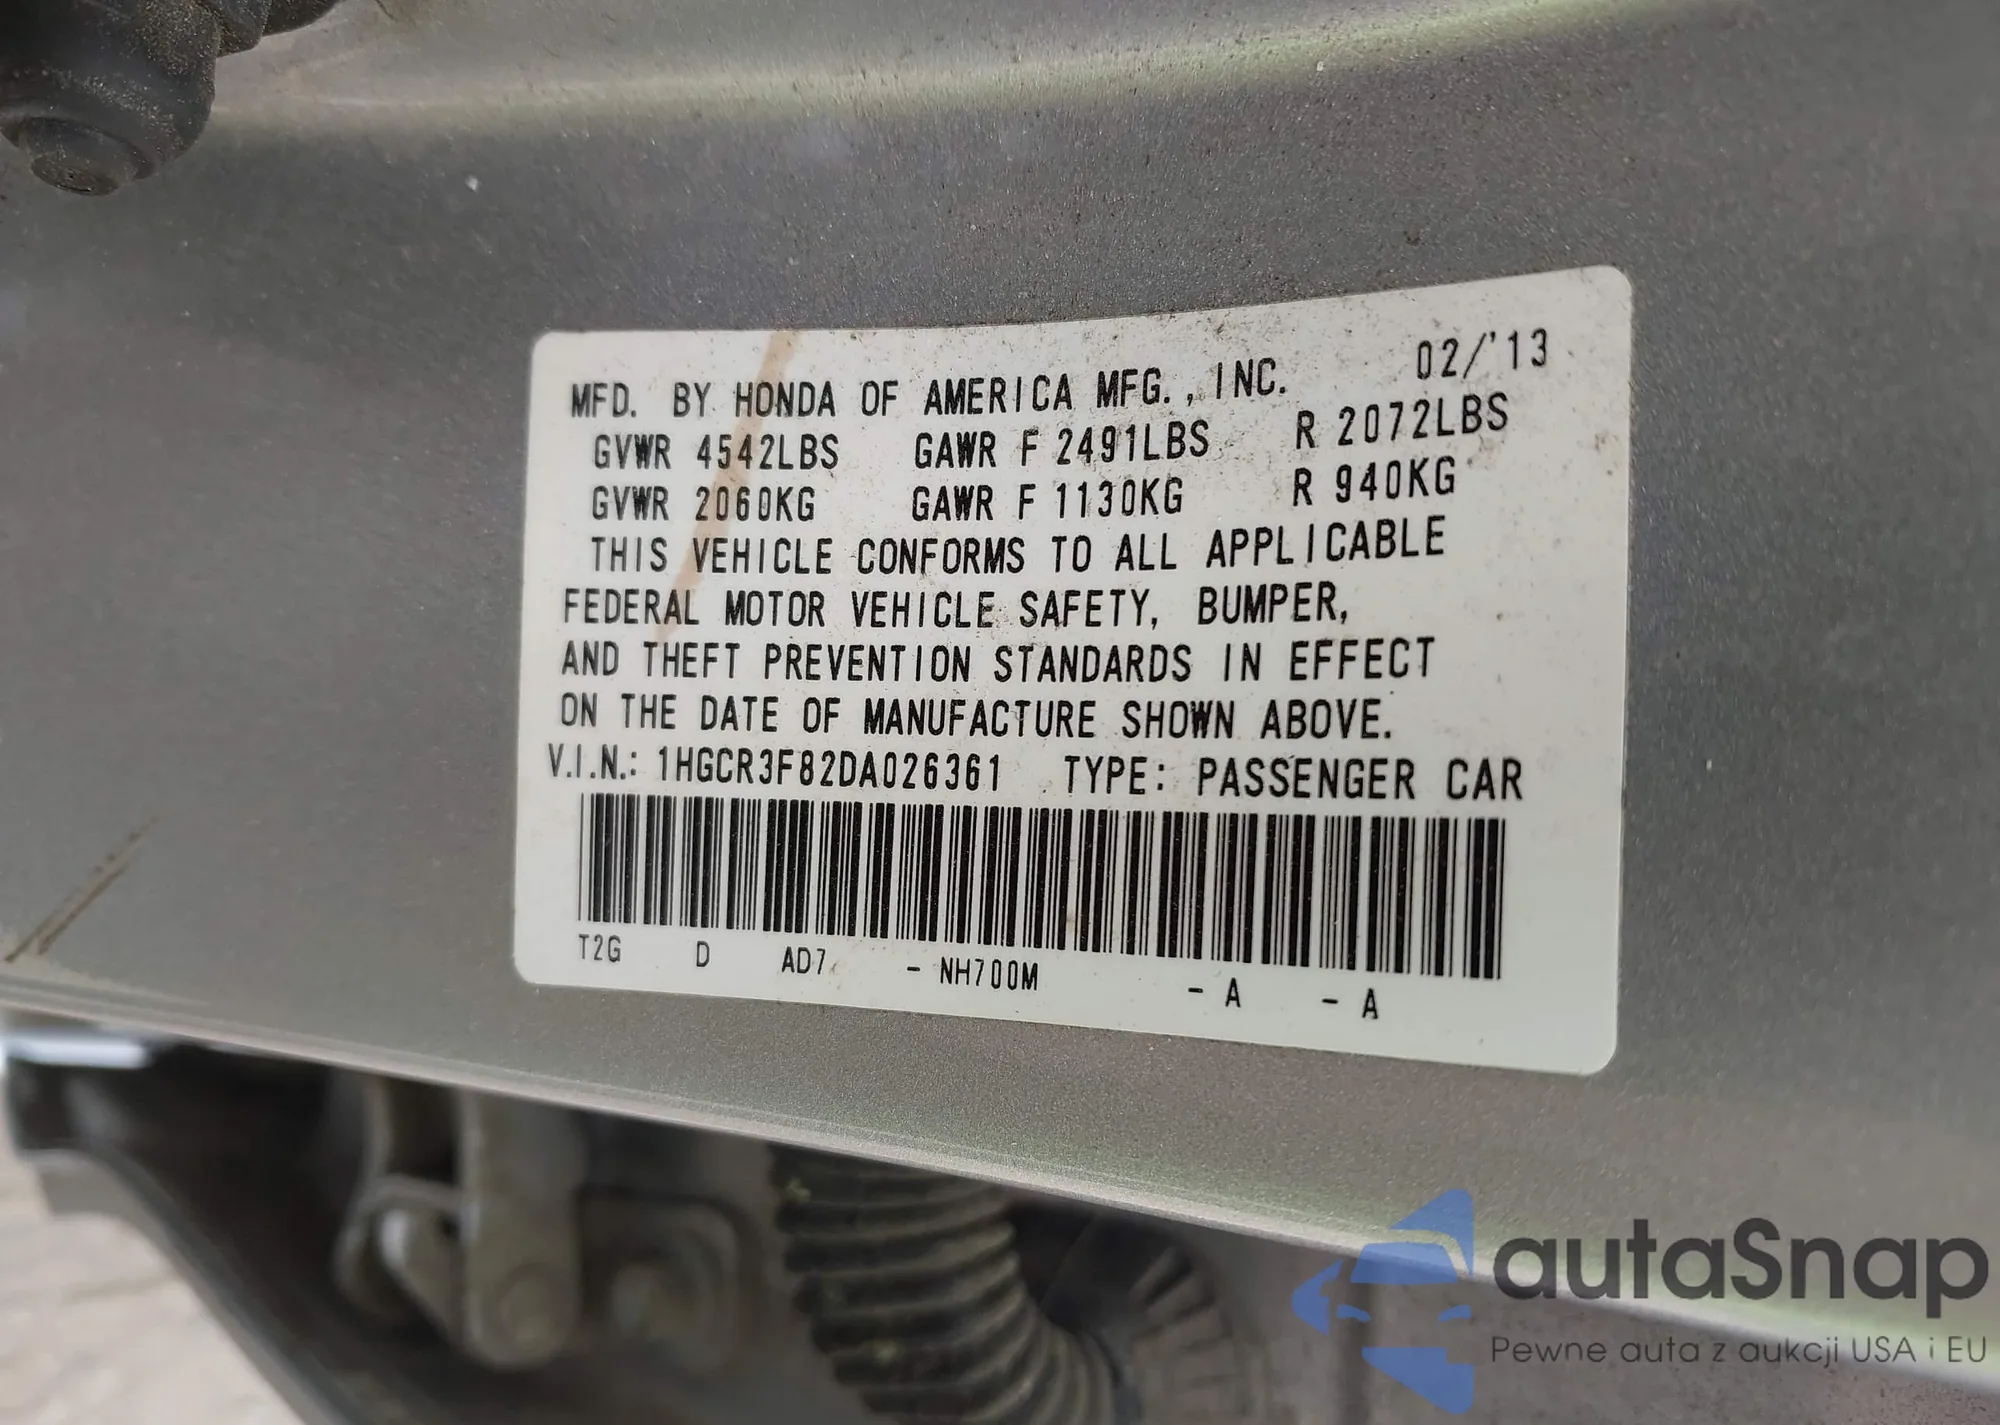 02/'13
MFD. BY HONDA OF AMERICA MFG., INC.
GVWR 4542LBS GAWR F 2491LBS R 2072LBS
GVWR 2060KG GAWR F 1130KG R 940KG
THIS VEHICLE CONFORMS TO ALL APPLICABLE
FEDERAL MOTOR VEHICLE SAFETY, BUMPER,
AND THEFT PREVENTION STANDARDS IN EFFECT
ON THE DATE OF MANUFACTURE SHOWN ABOVE.
V.I.N.: 1HGCR3F82DA026361 TYPE: PASSENGER CAR
T2G D AD7 - NH700M - A - A
autaSnap
Pewne auta z aukcji USA i EU